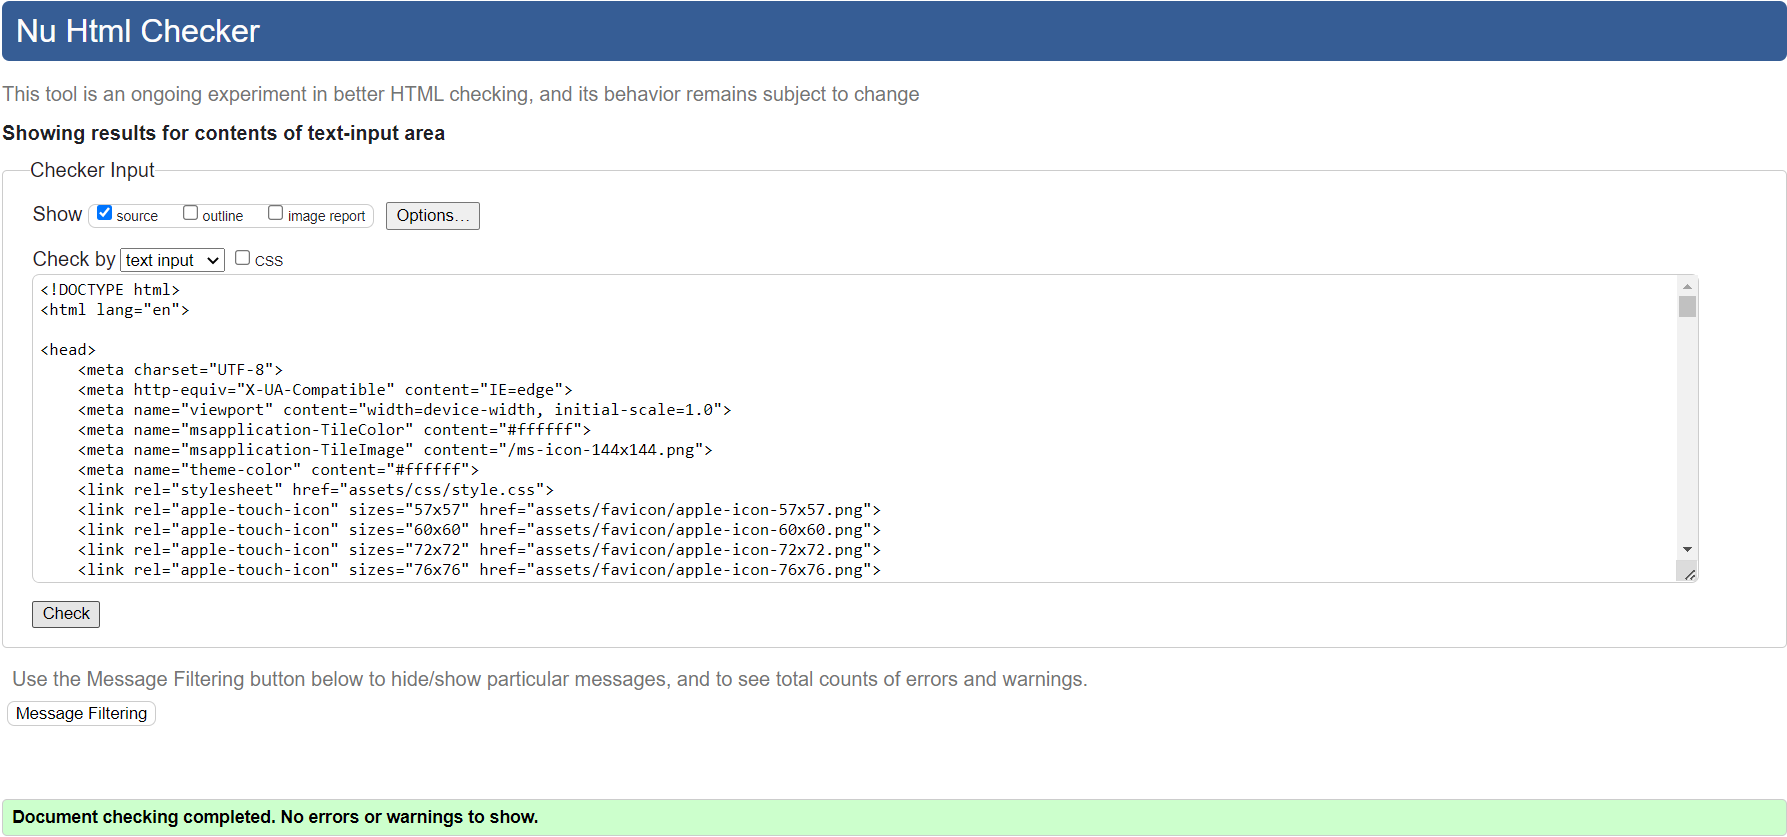 Nu Html Checker
This tool is an ongoing experiment in better HTML checking, and its behavior remains subject to change
Showing results for contents of text-input area
Checker Input
Show source outline image report Options...
Check by text input CSS
<!DOCTYPE html>
<html lang="en">
<head>
    <meta charset="UTF-8">
    <meta http-equiv="X-UA-Compatible" content="IE=edge">
    <meta name="viewport" content="width=device-width, initial-scale=1.0">
    <meta name="msapplication-TileColor" content="#ffffff">
    <meta name="msapplication-TileImage" content="/ms-icon-144x144.png">
    <meta name="theme-color" content="#ffffff">
    <link rel="stylesheet" href="assets/css/style.css">
    <link rel="apple-touch-icon" sizes="57x57" href="assets/favicon/apple-icon-57x57.png">
    <link rel="apple-touch-icon" sizes="60x60" href="assets/favicon/apple-icon-60x60.png">
    <link rel="apple-touch-icon" sizes="72x72" href="assets/favicon/apple-icon-72x72.png">
    <link rel="apple-touch-icon" sizes="76x76" href="assets/favicon/apple-icon-76x76.png">
Check
Use the Message Filtering button below to hide/show particular messages, and to see total counts of errors and warnings.
Message Filtering
Document checking completed. No errors or warnings to show.